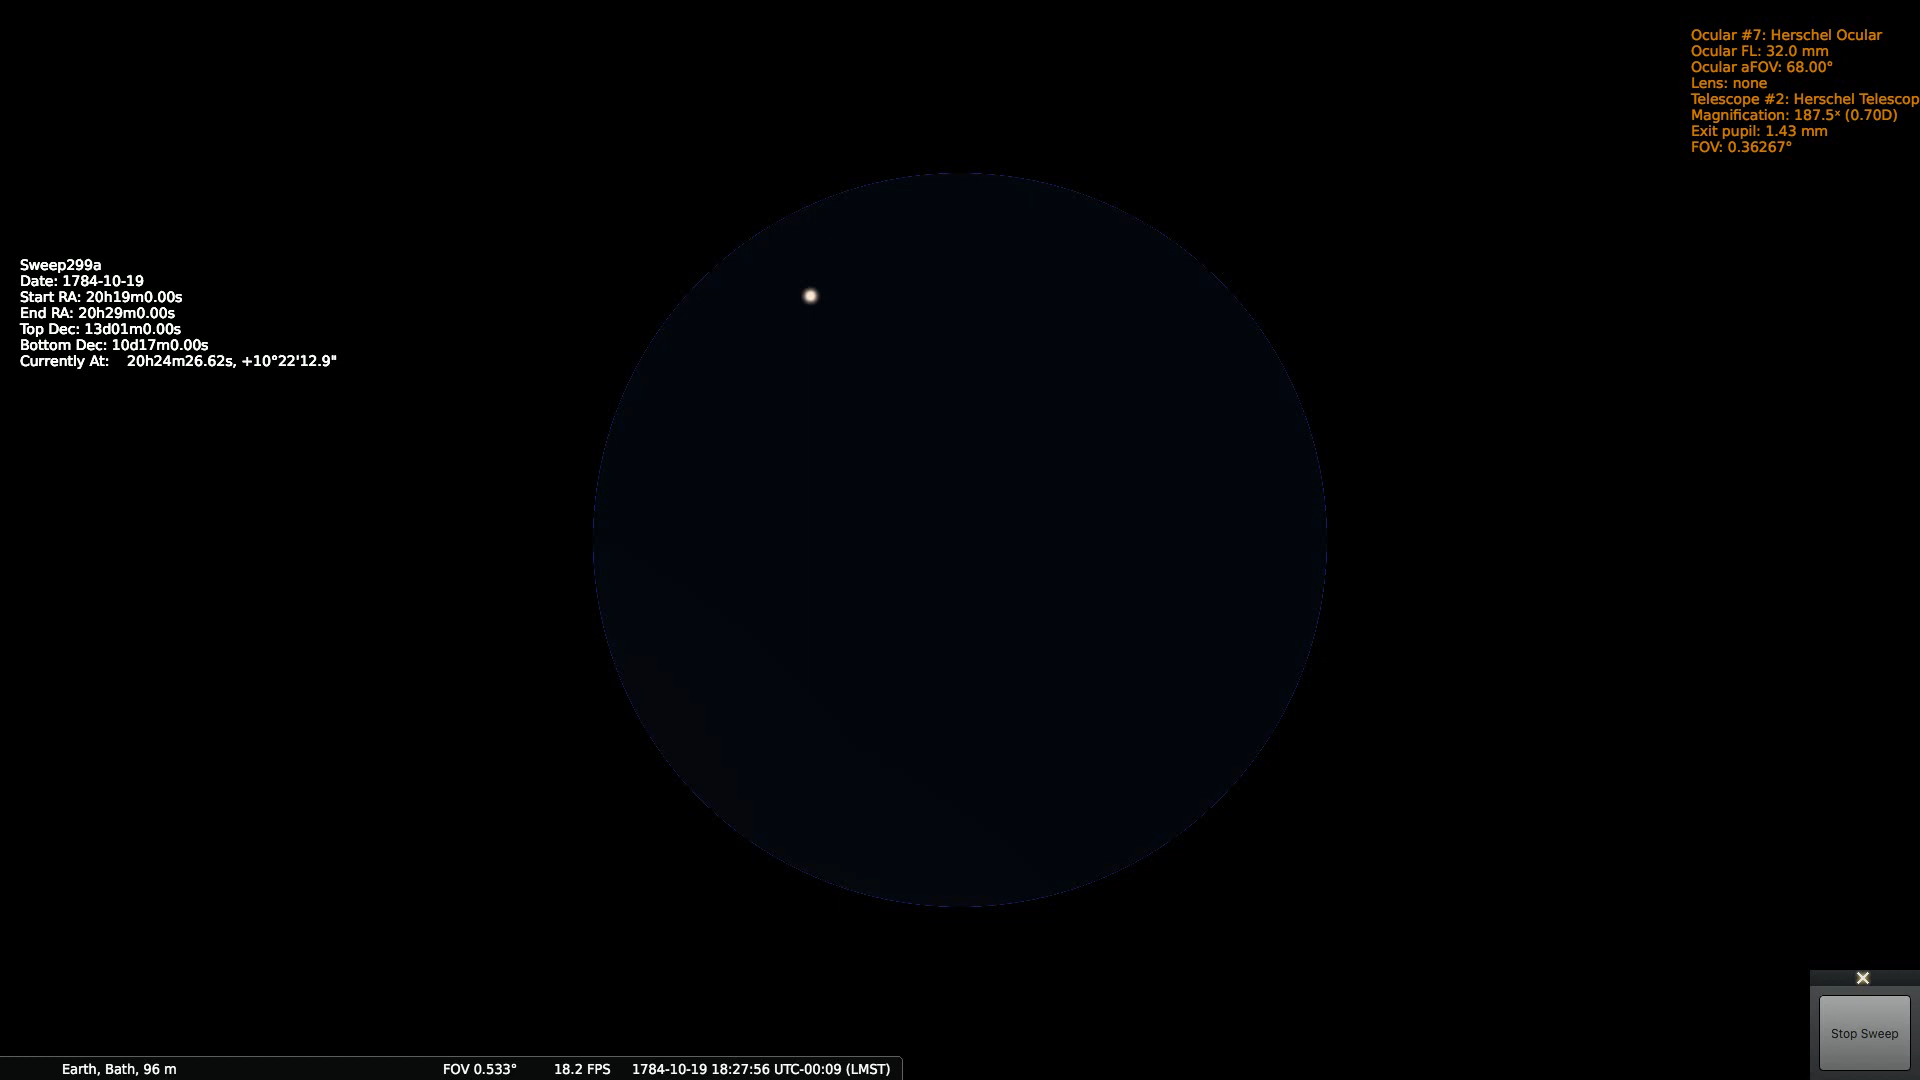 Ocular #7: Herschel Ocular
Ocular FL: 32.0 mm
Ocular aFOV: 68.00°
Lens: none
Telescope #2: Herschel Telescop
Magnification: 187.5ˣ (0.70D)
Exit pupil: 1.43 mm
FOV: 0.36267°
Sweep299a
Date: 1784-10-19
Start RA: 20h19m0.00s
End RA: 20h29m0.00s
Top Dec: 13d01m0.00s
Bottom Dec: 10d17m0.00s
Currently At: 20h24m26.62s, +10°22'12.9"
Stop Sweep
Earth, Bath, 96 m FOV 0.533° 18.2 FPS 1784-10-19 18:27:56 UTC-00:09 (LMST)